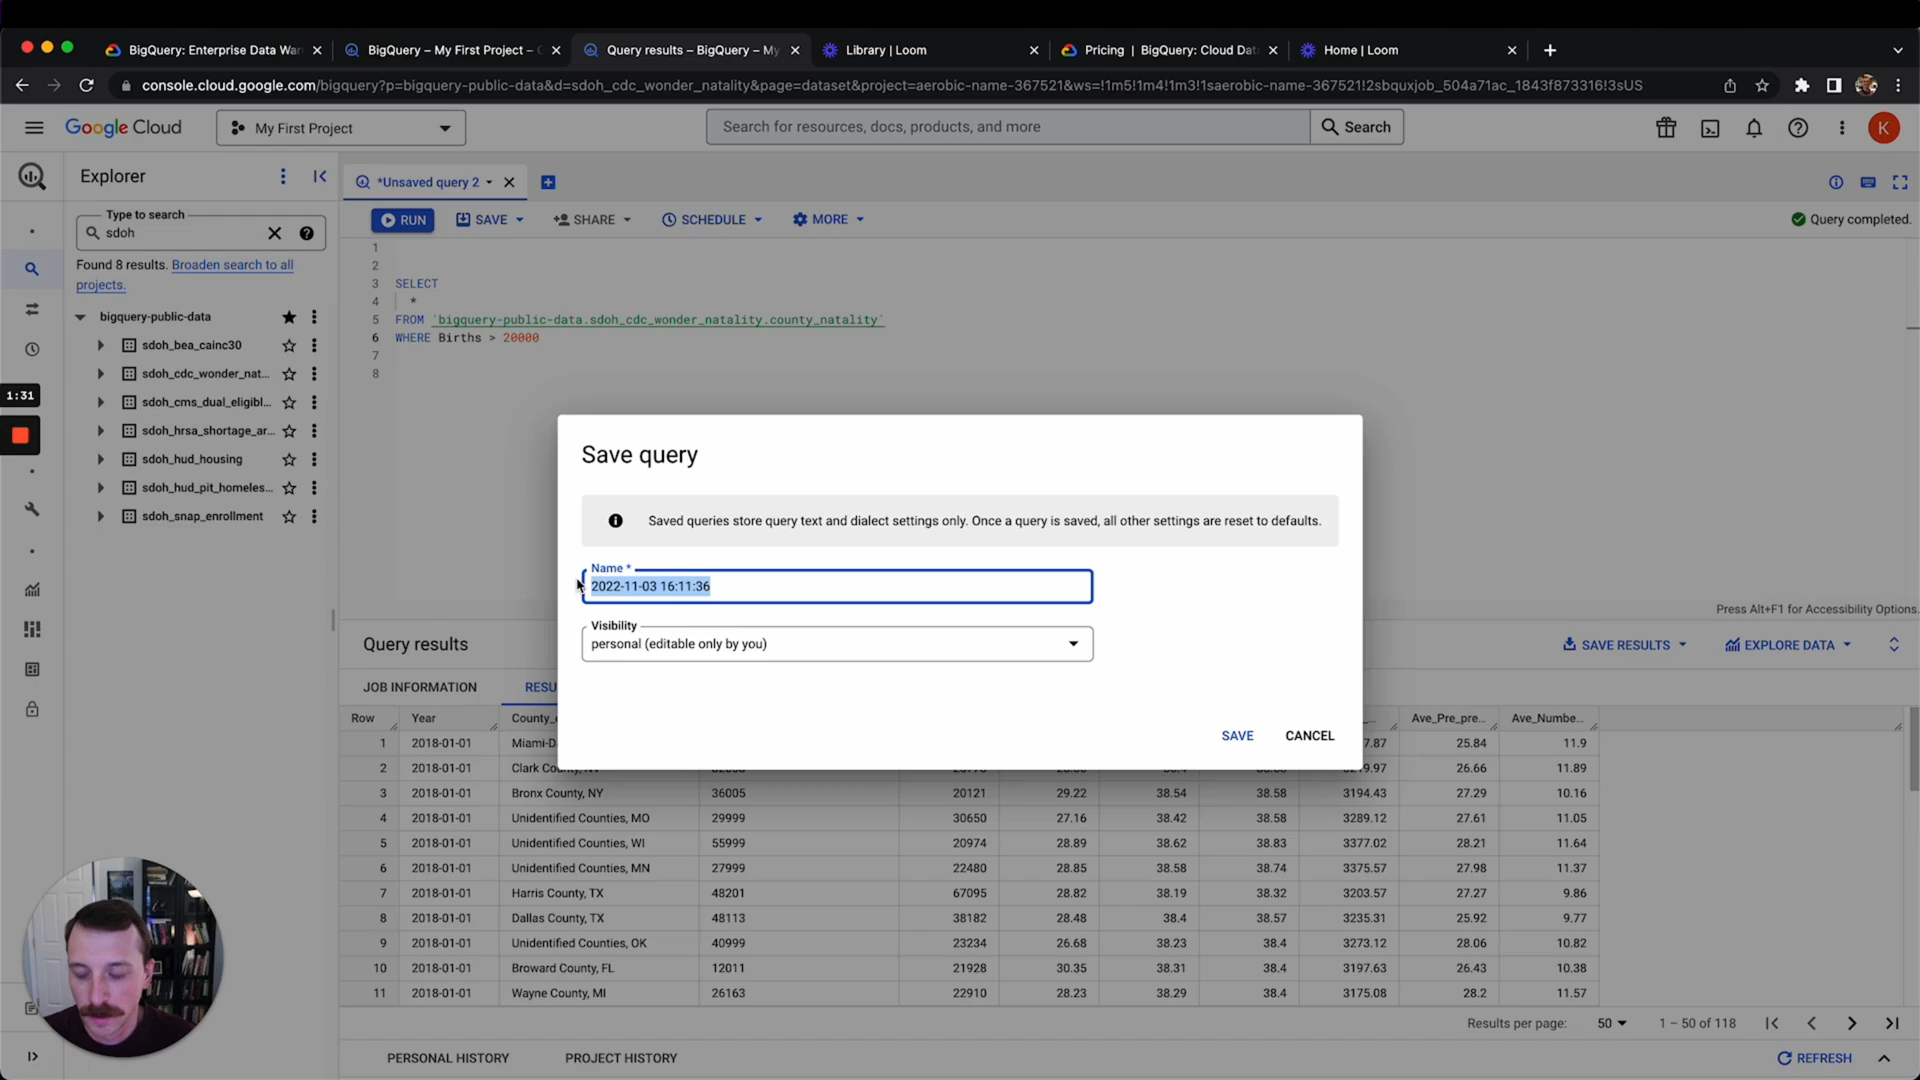 BigQuery: Enterprise Data War
BigQuery – My First Project –
Query results – BigQuery – My
Library | Loom
Pricing | BigQuery: Cloud Dat
Home | Loom
console.cloud.google.com/bigquery?p=bigquery-public-data&d=sdoh_cdc_wonder_natality&page=dataset&project=aerobic-name-367521&ws=!1m5!1m4!1m3!1saerobic-name-367521!2sbquxjob_504a71ac_1843f873316!3sUS
Google Cloud
My First Project
Search for resources, docs, products, and more
Search
K
Explorer
*Unsaved query 2
Type to search
sdoh
RUN
SAVE
SHARE
SCHEDULE
MORE
Query completed.
Found 8 results. Broaden search to all
projects.
bigquery-public-data
sdoh_bea_cainc30
sdoh_cdc_wonder_nat...
sdoh_cms_dual_eligibl...
sdoh_hrsa_shortage_ar...
sdoh_hud_housing
sdoh_hud_pit_homeles...
sdoh_snap_enrollment
1:31
1
2
3 SELECT
4 *
5 FROM `bigquery-public-data.sdoh_cdc_wonder_natality.county_natality`
6 WHERE Births > 20000
7
8
Save query
Saved queries store query text and dialect settings only. Once a query is saved, all other settings are reset to defaults.
Name *
2022-11-03 16:11:36
Visibility
personal (editable only by you)
SAVE
CANCEL
Press Alt+F1 for Accessibility Options.
Query results
SAVE RESULTS
EXPLORE DATA
JOB INFORMATION
RESU
Row Year County_ Ave_Pre_pre... Ave_Numbe...
1 2018-01-01 Miami-D 7.87 25.84 11.9
2 2018-01-01 Clark Cou 26.66 11.89
3 2018-01-01 Bronx County, NY 36005 20121 29.22 38.54 38.58 3194.43 27.29 10.16
4 2018-01-01 Unidentified Counties, MO 29999 30650 27.16 38.42 38.58 3289.12 27.61 11.05
5 2018-01-01 Unidentified Counties, WI 55999 20974 28.89 38.62 38.83 3377.02 28.21 11.64
6 2018-01-01 Unidentified Counties, MN 27999 22480 28.85 38.58 38.74 3375.57 27.98 11.37
7 2018-01-01 Harris County, TX 48201 67095 28.82 38.19 38.32 3203.57 27.27 9.86
8 2018-01-01 Dallas County, TX 48113 38182 28.48 38.4 38.57 3235.31 25.92 9.77
9 2018-01-01 Unidentified Counties, OK 40999 23234 26.68 38.23 38.4 3273.12 28.06 10.82
10 2018-01-01 Broward County, FL 12011 21928 30.35 38.31 38.4 3197.63 26.43 10.38
11 2018-01-01 Wayne County, MI 26163 22910 28.23 38.29 38.4 3175.08 28.2 11.57
Results per page: 50 1 – 50 of 118
PERSONAL HISTORY
PROJECT HISTORY
REFRESH